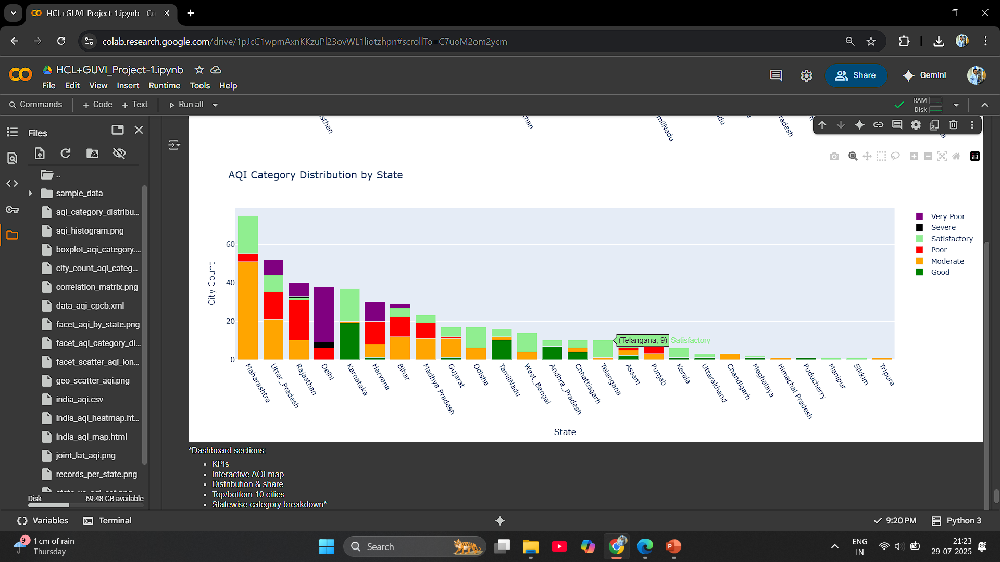 HCL+GUVI_Project-1.ipynb - Co
colab.research.google.com/drive/1pJcC1wpmAxnKKzuPl23ovWL1liotzhpn#scrollTo=C7uoM2om2ycm
HCL+GUVI_Project-1.ipynb
File Edit View Insert Runtime Tools Help
Share
Gemini
Commands + Code + Text Run all
RAM
Disk
Files
..
sample_data
aqi_category_distribu...
aqi_histogram.png
boxplot_aqi_category....
city_count_aqi_categ...
correlation_matrix.png
data_aqi_cpcb.xml
facet_aqi_by_state.png
facet_aqi_category_di...
facet_scatter_aqi_lon...
geo_scatter_aqi.png
india_aqi.csv
india_aqi_heatmap.ht...
india_aqi_map.html
joint_lat_aqi.png
records_per_state.png
Disk 69.48 GB available
AQI Category Distribution by State
City Count
60
40
20
0
Very Poor
Severe
Satisfactory
Poor
Moderate
Good
(Telangana, 9) Satisfactory
Maharashtra
Uttar_Pradesh
Rajasthan
Delhi
Karnataka
Haryana
Bihar
Madhya Pradesh
Gujarat
Odisha
TamilNadu
West_Bengal
Andhra_Pradesh
Chhattisgarh
Telangana
Assam
Punjab
Kerala
Uttarakhand
Chandigarh
Meghalaya
Himachal Pradesh
Puducherry
Manipur
Sikkim
Tripura
State
*Dashboard sections:
• KPIs
• Interactive AQI map
• Distribution & share
• Top/bottom 10 cities
• Statewise category breakdown*
Variables Terminal
9:20 PM Python 3
9+
1 cm of rain
Thursday
Search
ENG
IN
21:23
29-07-2025